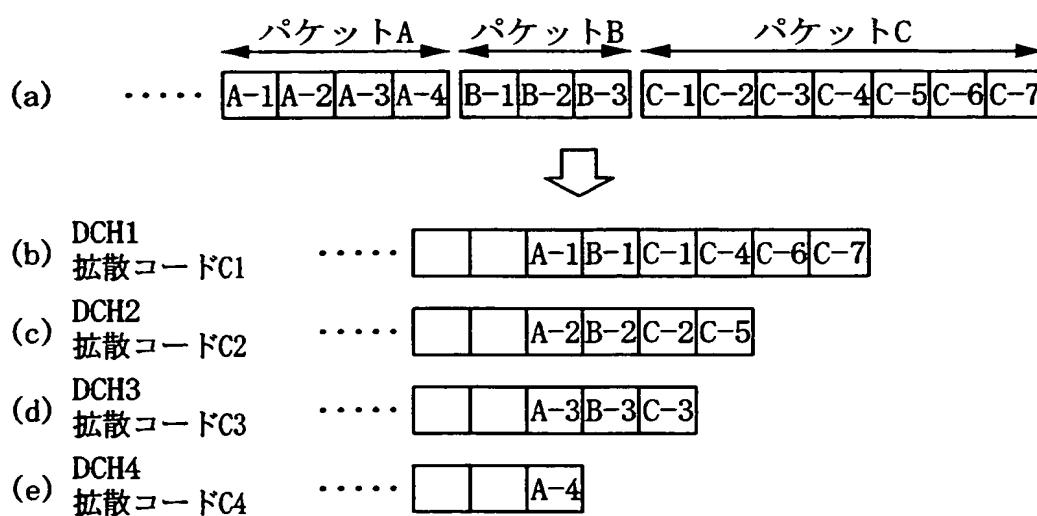 パケットA パケットB パケットC
(a) ····· A-1 A-2 A-3 A-4 B-1 B-2 B-3 C-1 C-2 C-3 C-4 C-5 C-6 C-7
(b) DCH1
拡散コードC1 ····· A-1 B-1 C-1 C-4 C-6 C-7
(c) DCH2
拡散コードC2 ····· A-2 B-2 C-2 C-5
(d) DCH3
拡散コードC3 ····· A-3 B-3 C-3
(e) DCH4
拡散コードC4 ····· A-4